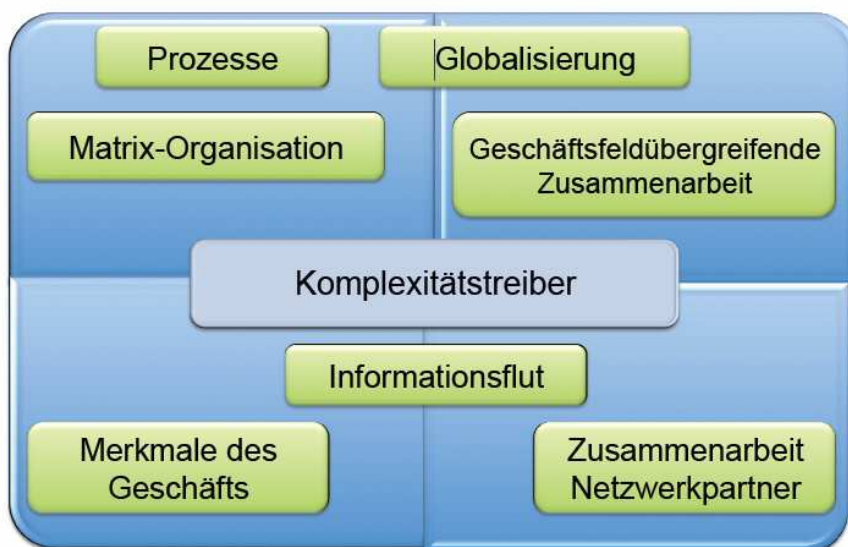 Prozesse
Globalisierung
Matrix-Organisation
Geschäftsfeldübergreifende
Zusammenarbeit
Komplexitätstreiber
Informationsflut
Merkmale des
Geschäfts
Zusammenarbeit
Netzwerkpartner